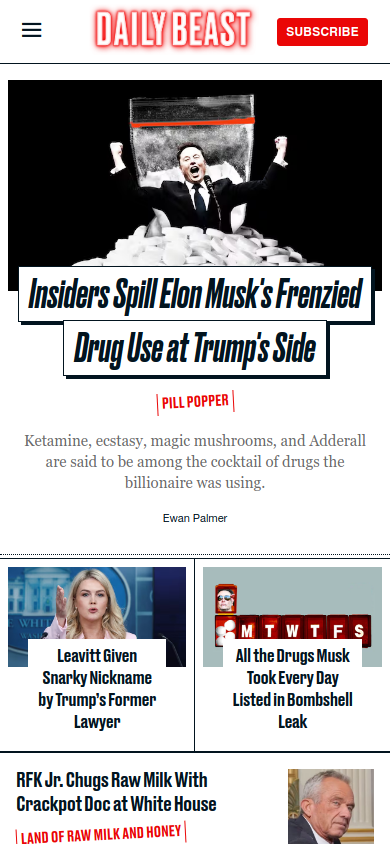 DAILY BEAST
SUBSCRIBE
Insiders Spill Elon Musk's Frenzied
Drug Use at Trump's Side
PILL POPPER
Ketamine, ecstasy, magic mushrooms, and Adderall
are said to be among the cocktail of drugs the
billionaire was using.
Ewan Palmer
WHITE
Leavitt Given
Snarky Nickname
by Trump's Former
Lawyer
M T W T F S
All the Drugs Musk
Took Every Day
Listed in Bombshell
Leak
RFK Jr. Chugs Raw Milk With
Crackpot Doc at White House
LAND OF RAW MILK AND HONEY